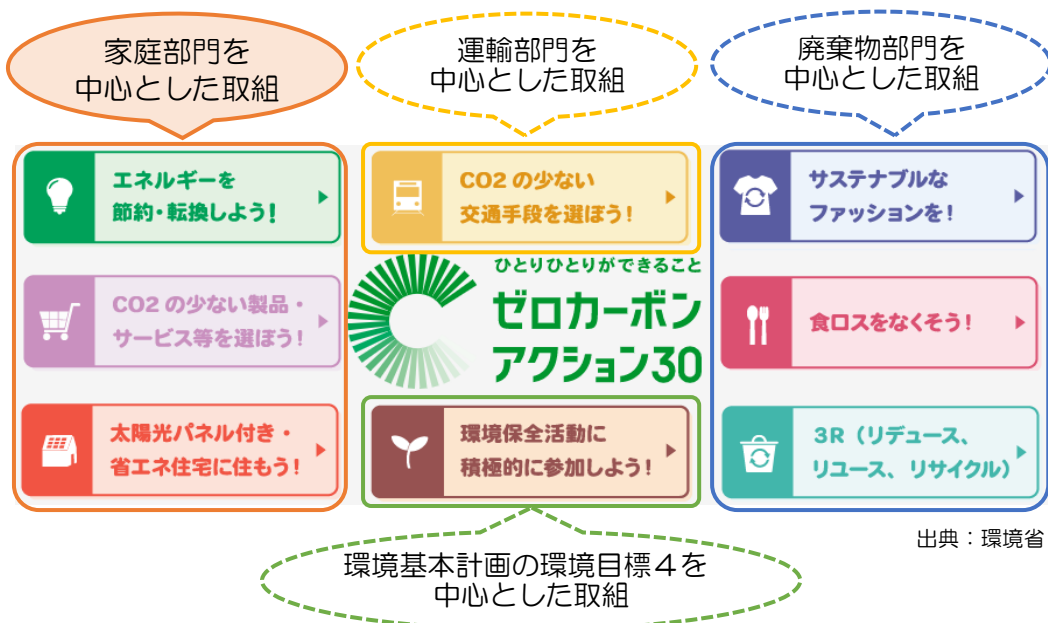 家庭部門を
中心とした取組
運輸部門を
中心とした取組
廃棄物部門を
中心とした取組
エネルギーを
節約・転換しよう!
CO2の少ない製品・
サービス等を選ぼう!
太陽光パネル付き・
省エネ住宅に住もう!
CO2の少ない
交通手段を選ぼう!
ひとりひとりができること
ゼロカーボン
アクション30
環境保全活動に
積極的に参加しよう!
サステナブルな
ファッションを!
食ロスをなくそう!
3R(リデュース、
リユース、リサイクル)
出典：環境省
環境基本計画の環境目標４を
中心とした取組